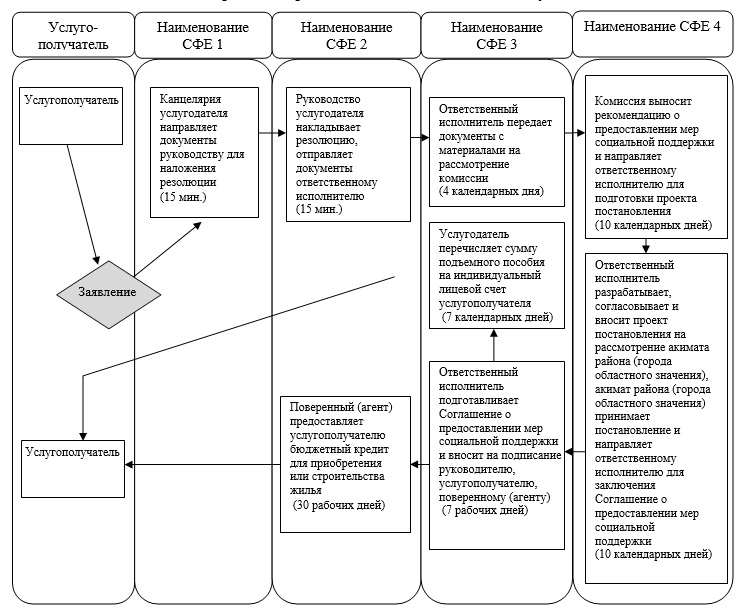 Услуго-
получатель
Наименование
СФЕ 1
Наименование
СФЕ 2
Наименование
СФЕ 3
Наименование СФЕ 4
Услугополучатель
Заявление
Услугополучатель
Канцелярия
услугодателя
направляет
документы
руководству для
наложения
резолюции
(15 мин.)
Руководство
услугодателя
накладывает
резолюцию,
отправляет
документы
ответственному
исполнителю
(15 мин.)
Ответственный
исполнитель передает
документы с
материалами на
рассмотрение
комиссии
(4 календарных дня)
Комиссия выносит
рекомендацию о
предоставлении мер
социальной поддержки
и направляет
ответственному
исполнителю для
подготовки проекта
постановления
(10 календарных дней)
Ответственный
исполнитель
разрабатывает,
согласовывает и
вносит проект
постановления на
рассмотрение акимата
района (города
областного значения),
акимат района (города
областного значения)
принимает
постановление и
направляет
ответственному
исполнителю для
заключения
Соглашение о
предоставлении мер
социальной
поддержки
(10 календарных дней)
Ответственный
исполнитель
подготавливает
Соглашение о
предоставлении мер
социальной поддержки
и вносит на подписание
руководителю,
услугополучателю,
поверенному (агенту)
(7 рабочих дней)
Услугодатель
перечисляет сумму
подъемного пособия
на индивидуальный
лицевой счет
услугополучателя
(7 календарных дней)
Поверенный (агент)
предоставляет
услугополучателю
бюджетный кредит
для приобретения
или строительства
жилья
(30 рабочих дней)